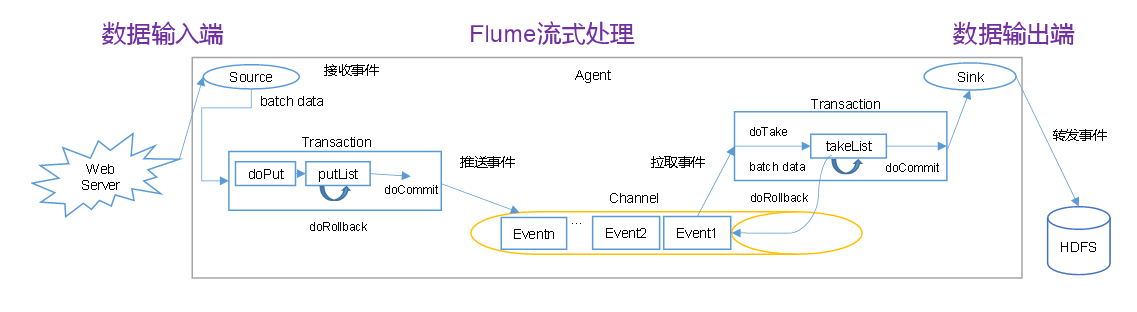 数据输入端
Flume流式处理
数据输出端
Source
接收事件
Agent
Sink
batch data
Transaction
转发事件
Transaction
推送事件
拉取事件
doTake
takeList
batch data
doCommit
Web
Server
doPut
putList
doCommit
doRollback
doRollback
Channel
Eventn
...
Event2
Event1
HDFS